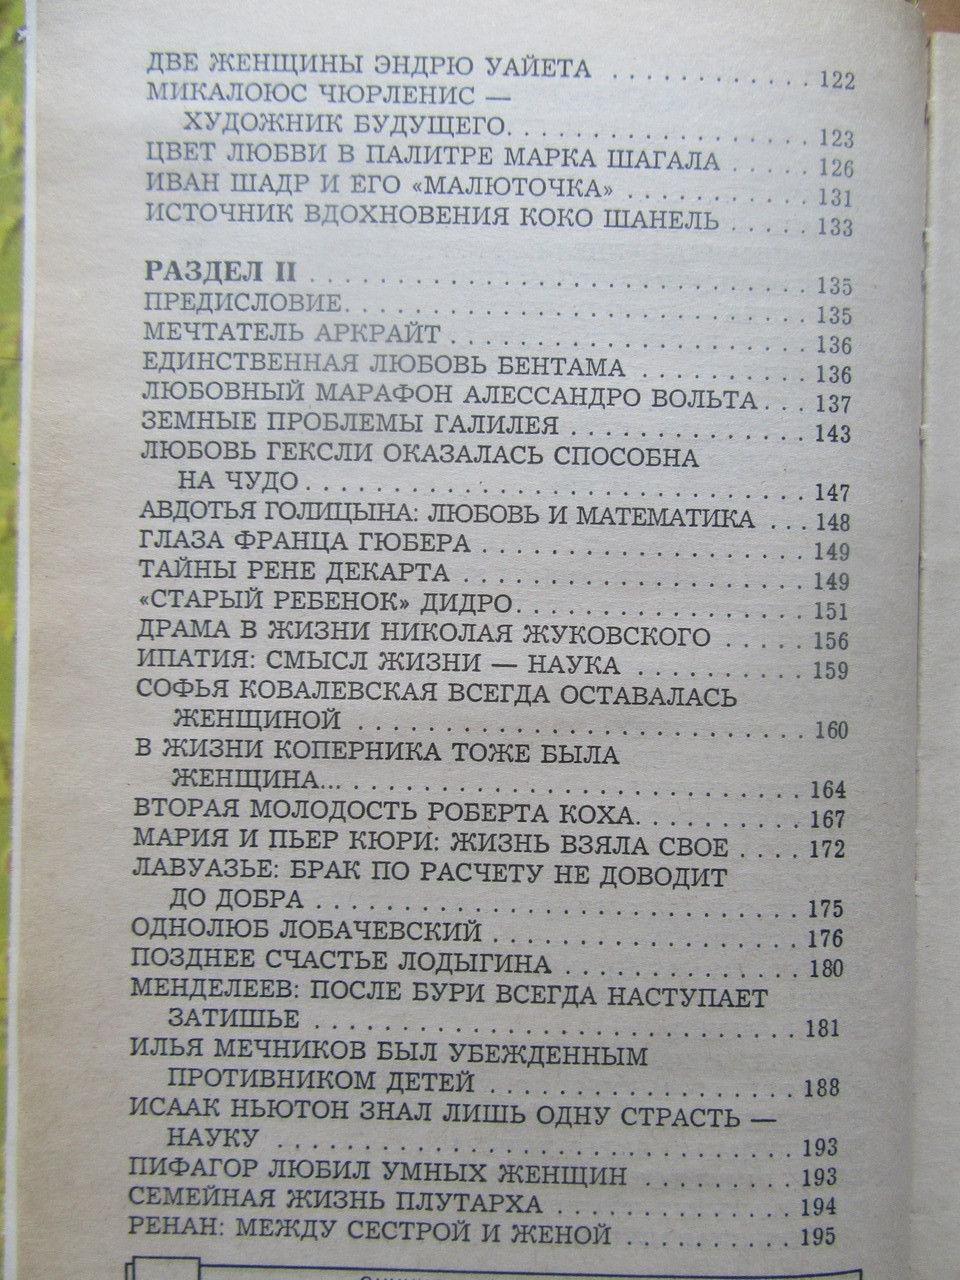 ДВЕ ЖЕНЩИНЫ ЭНДРЮ УАЙЕТА . . . . . . . . . . . . 122
МИКАЛОЮС ЧЮРЛЕНИС —
ХУДОЖНИК БУДУЩЕГО. . . . . . . . . . . . . . . . . . . . 123
ЦВЕТ ЛЮБВИ В ПАЛИТРЕ МАРКА ШАГАЛА . . . . . 126
ИВАН ШАДР И ЕГО «МАЛЮТОЧКА» . . . . . . . . . . . 131
ИСТОЧНИК ВДОХНОВЕНИЯ КОКО ШАНЕЛЬ . . . . . 133
РАЗДЕЛ II . . . . . . . . . . . . . . . . . . . . . . . . . . . . . 135
ПРЕДИСЛОВИЕ. . . . . . . . . . . . . . . . . . . . . . . . . . . 135
МЕЧТАТЕЛЬ АРКРАЙТ . . . . . . . . . . . . . . . . . . . . . 136
ЕДИНСТВЕННАЯ ЛЮБОВЬ БЕНТАМА . . . . . . . . . . 136
ЛЮБОВНЫЙ МАРАФОН АЛЕССАНДРО ВОЛЬТА. . . 137
ЗЕМНЫЕ ПРОБЛЕМЫ ГАЛИЛЕЯ . . . . . . . . . . . . . . 143
ЛЮБОВЬ ГЕКСЛИ ОКАЗАЛАСЬ СПОСОБНА
НА ЧУДО . . . . . . . . . . . . . . . . . . . . . . . . . . . . . . 147
АВДОТЬЯ ГОЛИЦЫНА: ЛЮБОВЬ И МАТЕМАТИКА . . . 148
ГЛАЗА ФРАНЦА ГЮБЕРА . . . . . . . . . . . . . . . . . . . 149
ТАЙНЫ РЕНЕ ДЕКАРТА . . . . . . . . . . . . . . . . . . . . 149
«СТАРЫЙ РЕБЕНОК» ДИДРО. . . . . . . . . . . . . . . . . 151
ДРАМА В ЖИЗНИ НИКОЛАЯ ЖУКОВСКОГО . . . . . 156
ИПАТИЯ: СМЫСЛ ЖИЗНИ — НАУКА . . . . . . . . . . 159
СОФЬЯ КОВАЛЕВСКАЯ ВСЕГДА ОСТАВАЛАСЬ
ЖЕНЩИНОЙ . . . . . . . . . . . . . . . . . . . . . . . . . . . 160
В ЖИЗНИ КОПЕРНИКА ТОЖЕ БЫЛА
ЖЕНЩИНА... . . . . . . . . . . . . . . . . . . . . . . . . . . . 164
ВТОРАЯ МОЛОДОСТЬ РОБЕРТА КОХА. . . . . . . . . . 167
МАРИЯ И ПЬЕР КЮРИ: ЖИЗНЬ ВЗЯЛА СВОЕ . . . . 172
ЛАВУАЗЬЕ: БРАК ПО РАСЧЕТУ НЕ ДОВОДИТ
ДО ДОБРА . . . . . . . . . . . . . . . . . . . . . . . . . . . . . 175
ОДНОЛЮБ ЛОБАЧЕВСКИЙ . . . . . . . . . . . . . . . . . . 176
ПОЗДНЕЕ СЧАСТЬЕ ЛОДЫГИНА . . . . . . . . . . . . . . 180
МЕНДЕЛЕЕВ: ПОСЛЕ БУРИ ВСЕГДА НАСТУПАЕТ
ЗАТИШЬЕ . . . . . . . . . . . . . . . . . . . . . . . . . . . . . 181
ИЛЬЯ МЕЧНИКОВ БЫЛ УБЕЖДЕННЫМ
ПРОТИВНИКОМ ДЕТЕЙ . . . . . . . . . . . . . . . . . . . 188
ИСААК НЬЮТОН ЗНАЛ ЛИШЬ ОДНУ СТРАСТЬ —
НАУКУ . . . . . . . . . . . . . . . . . . . . . . . . . . . . . . . 193
ПИФАГОР ЛЮБИЛ УМНЫХ ЖЕНЩИН . . . . . . . . . 193
СЕМЕЙНАЯ ЖИЗНЬ ПЛУТАРХА . . . . . . . . . . . . . . 194
РЕНАН: МЕЖДУ СЕСТРОЙ И ЖЕНОЙ . . . . . . . . . . 195